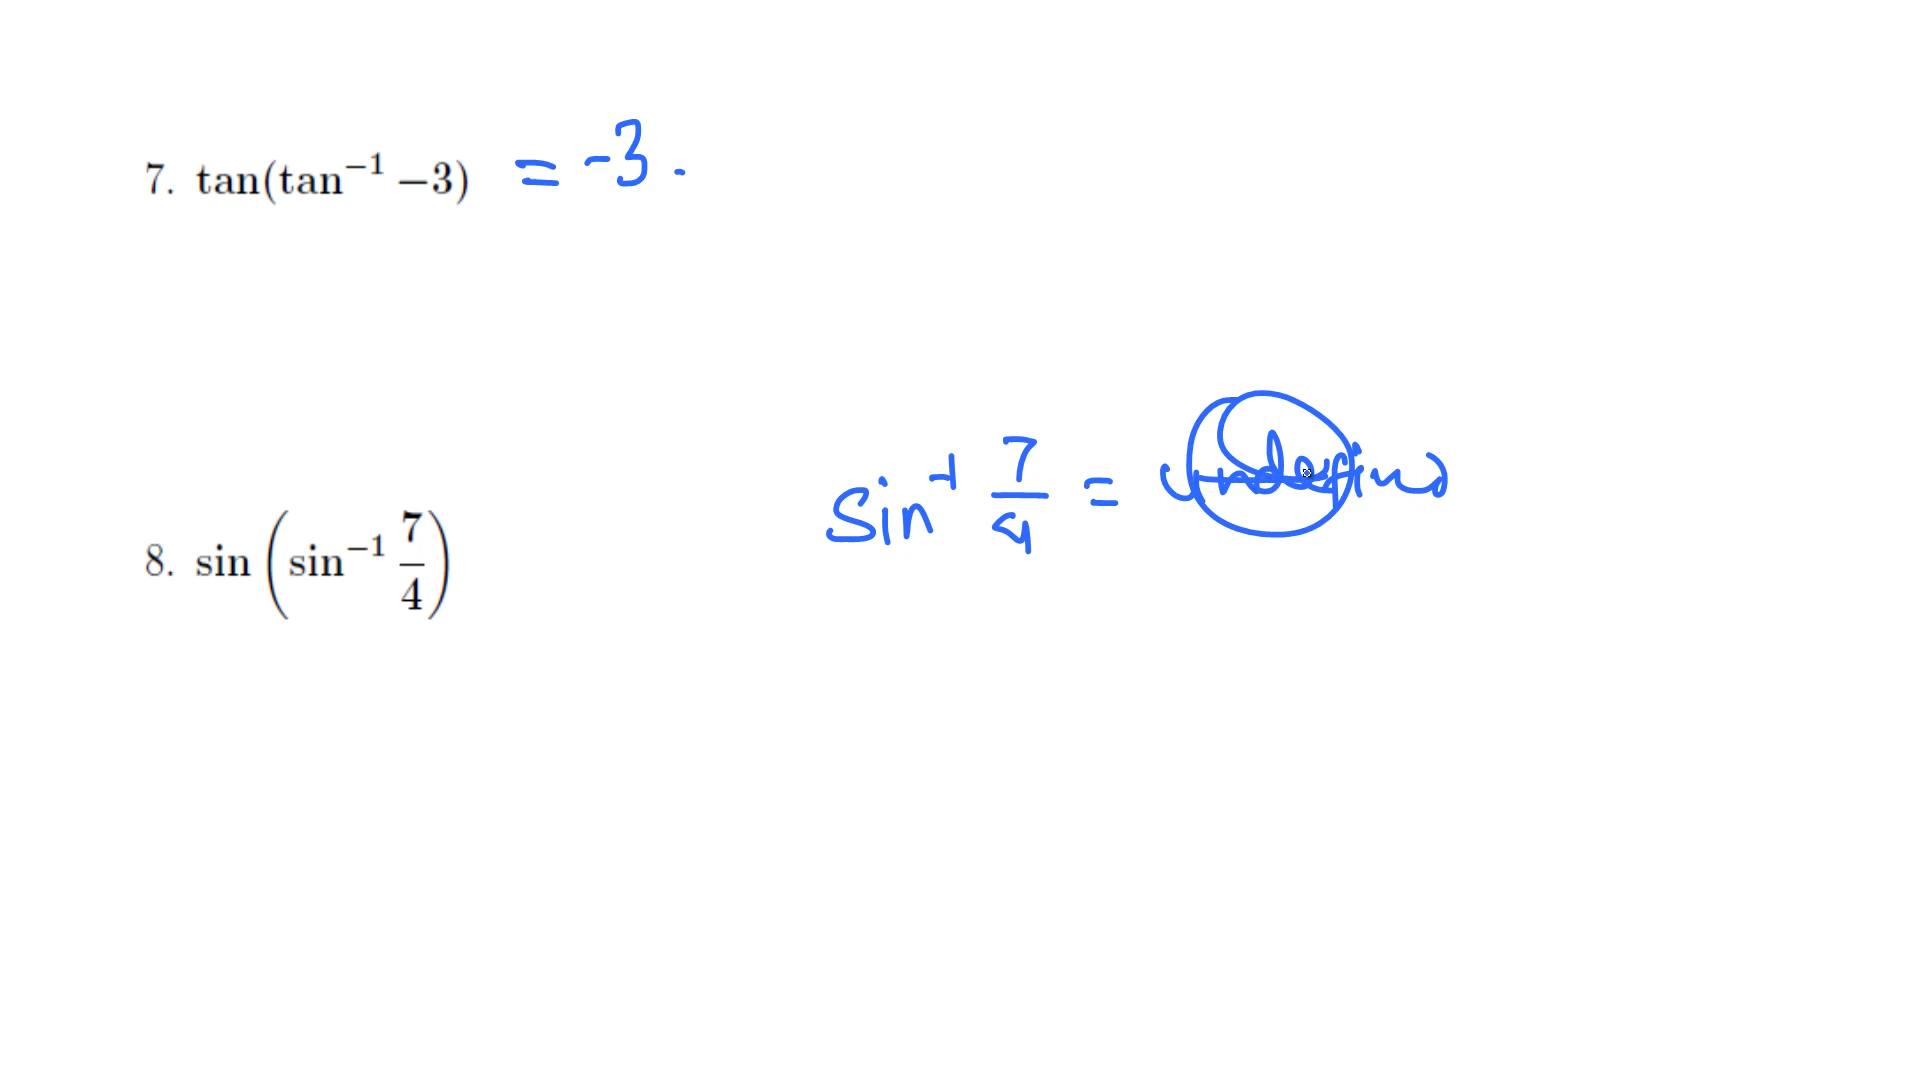 7. tan(tan⁻¹ −3) = -3.
sin⁻¹ 7/4 = undefined
8. sin(sin⁻¹ 7/4)